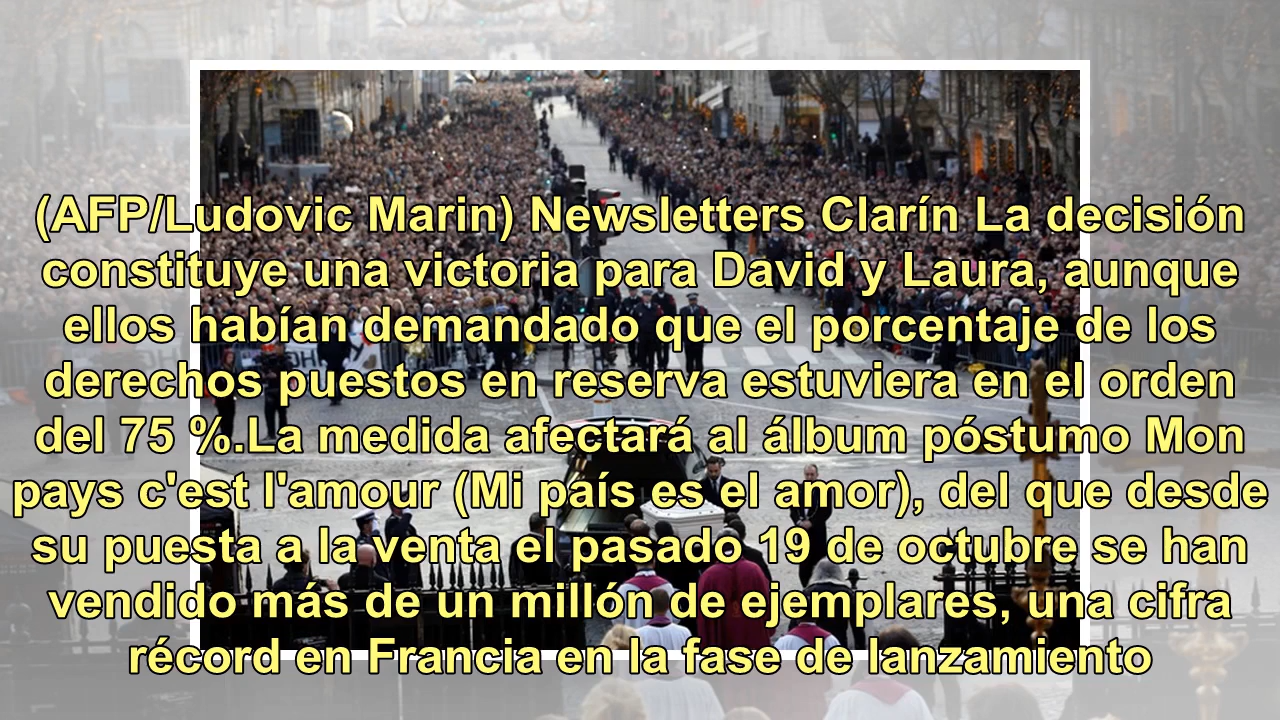 (AFP/Ludovic Marin) Newsletters Clarín La decisión
constituye una victoria para David y Laura, aunque
ellos habían demandado que el porcentaje de los
derechos puestos en reserva estuviera en el orden
del 75 %.La medida afectará al álbum póstumo Mon
pays c'est l'amour (Mi país es el amor), del que desde
su puesta a la venta el pasado 19 de octubre se han
vendido más de un millón de ejemplares, una cifra
récord en Francia en la fase de lanzamiento